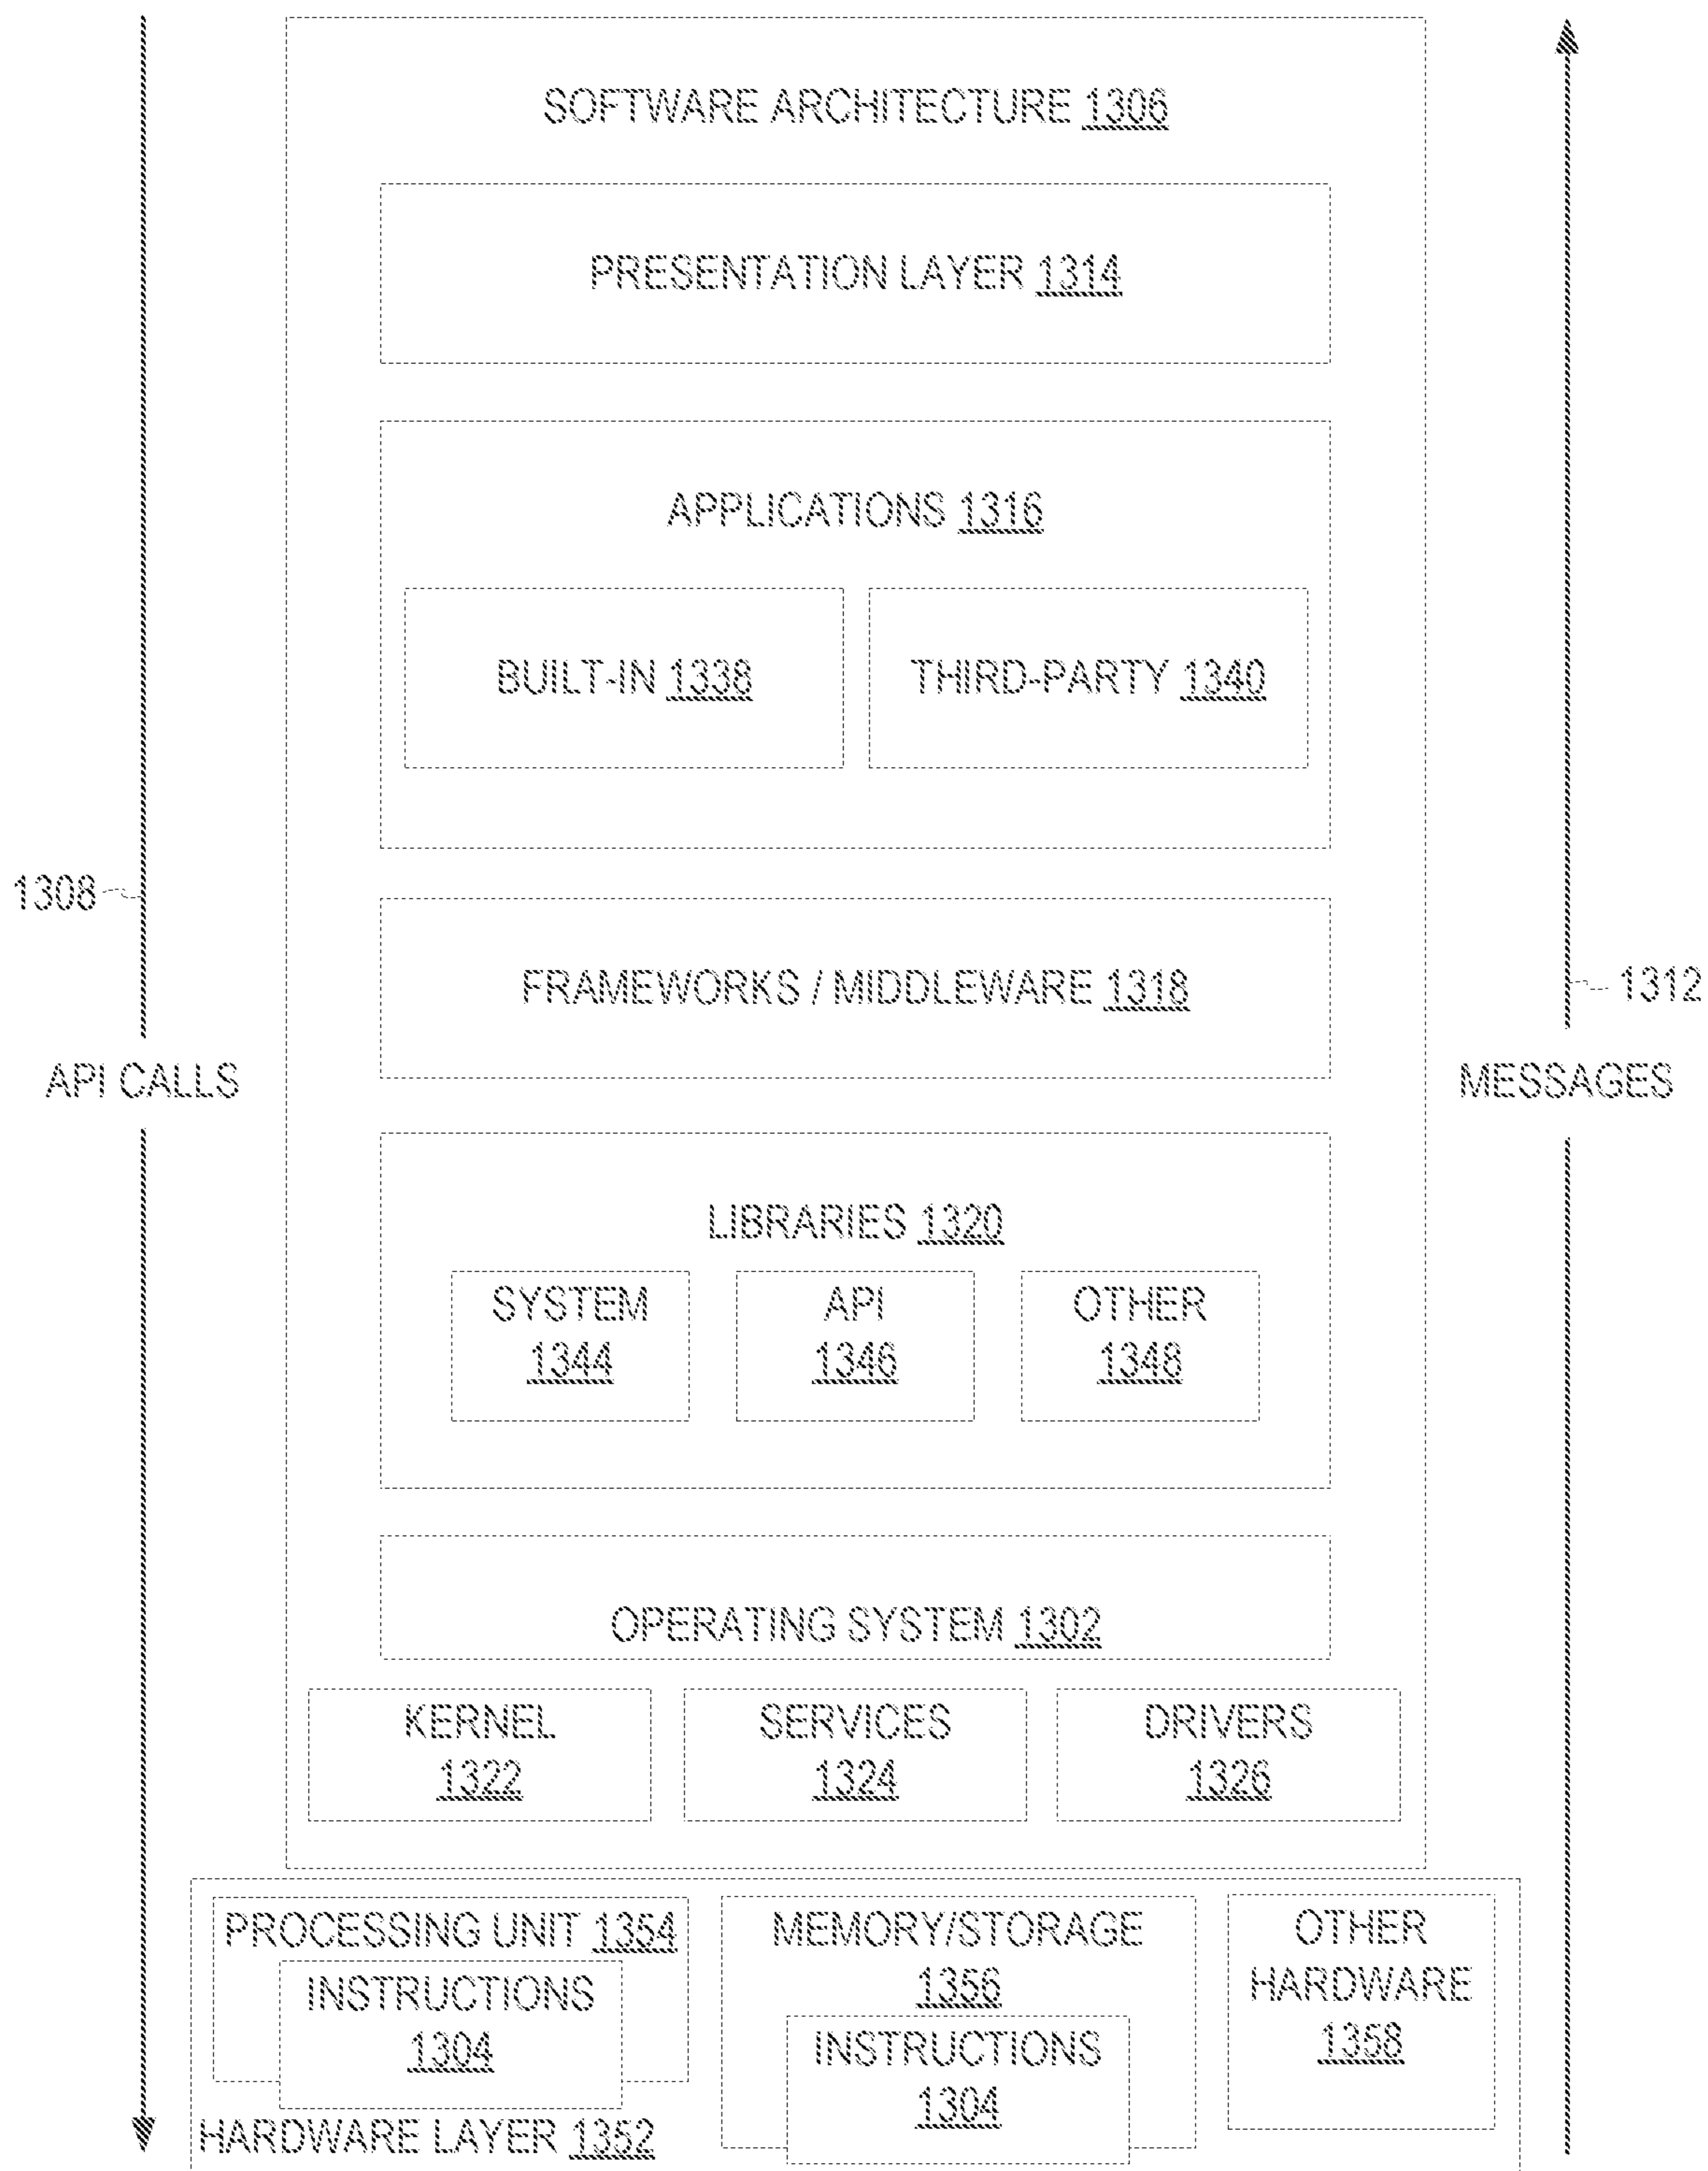 SOFTWARE ARCHITECTURE 1306
PRESENTATION LAYER 1314
APPLICATIONS 1316
BUILT-IN 1338
THIRD-PARTY 1340
1308
FRAMEWORKS / MIDDLEWARE 1318
1312
API CALLS
MESSAGES
LIBRARIES 1320
SYSTEM
1344
API
1346
OTHER
1348
OPERATING SYSTEM 1302
KERNEL
1322
SERVICES
1324
DRIVERS
1326
PROCESSING UNIT 1354
INSTRUCTIONS
1304
MEMORY/STORAGE
1356
INSTRUCTIONS
1304
OTHER
HARDWARE
1358
HARDWARE LAYER 1352